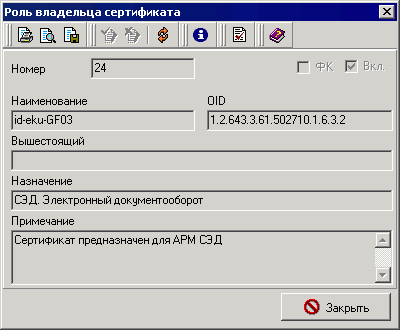 Роль владельца сертификата
Номер 24 ФК Вкл.
Наименование OID
id-eku-GF03 1.2.643.3.61.502710.1.6.3.2
Вышестоящий
Назначение
СЭД. Электронный документооборот
Примечание
Сертификат предназначен для АРМ СЭД
Закрыть